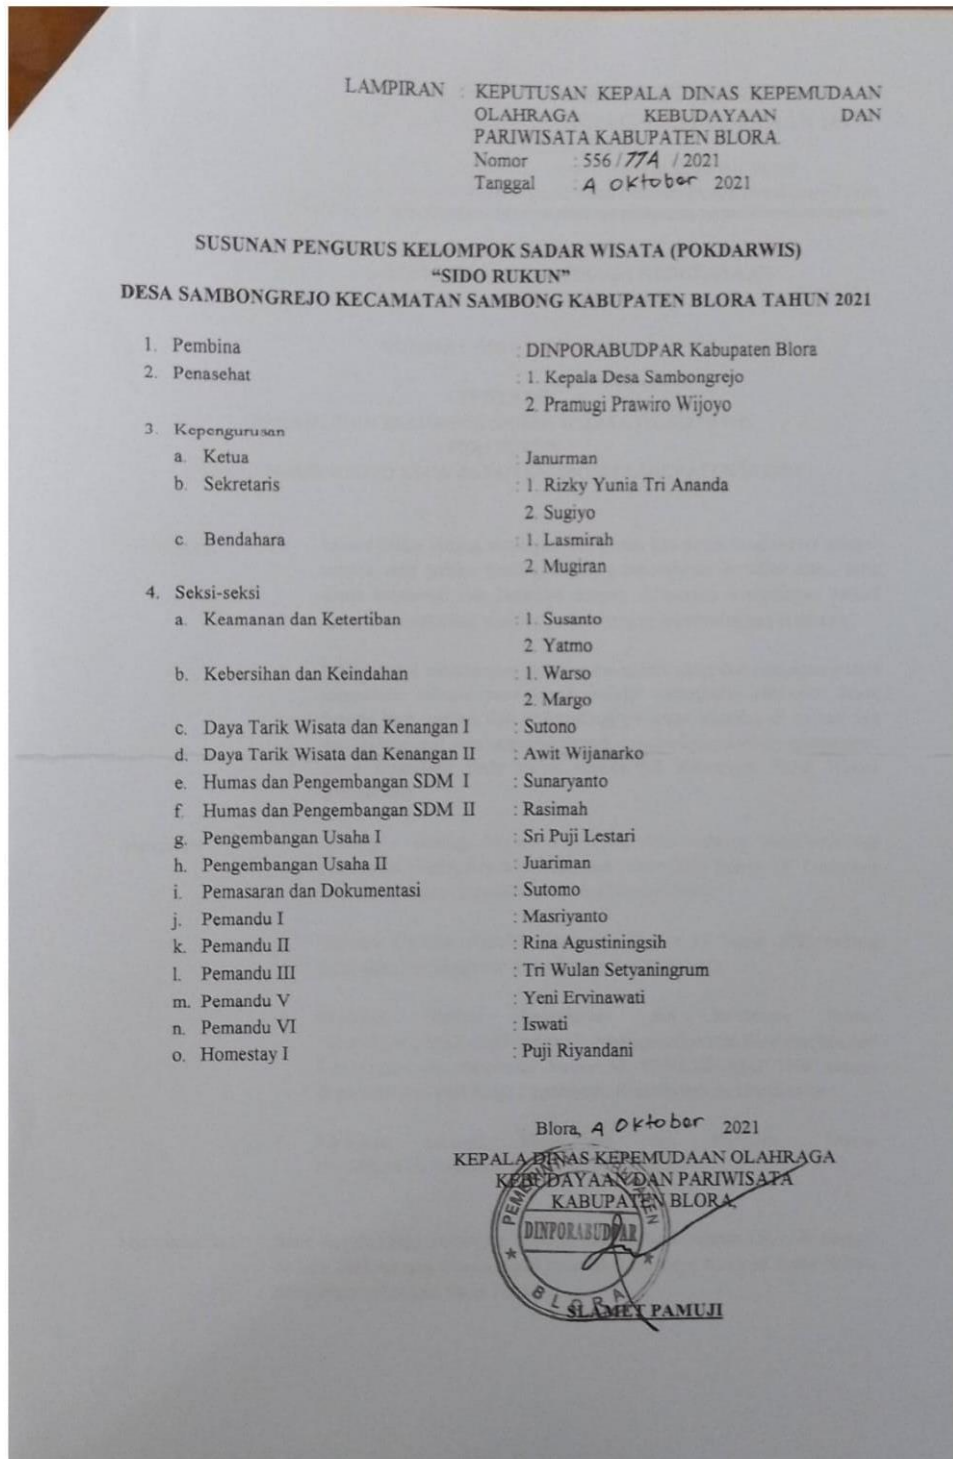 LAMPIRAN : KEPUTUSAN KEPALA DINAS KEPEMUDAAN
OLAHRAGA KEBUDAYAAN DAN
PARIWISATA KABUPATEN BLORA.
Nomor : 556 / 77A / 2021
Tanggal : 4 Oktober 2021
SUSUNAN PENGURUS KELOMPOK SADAR WISATA (POKDARWIS)
“SIDO RUKUN”
DESA SAMBONGREJO KECAMATAN SAMBONG KABUPATEN BLORA TAHUN 2021
1. Pembina : DINPORABUDPAR Kabupaten Blora
2. Penasehat : 1. Kepala Desa Sambongrejo
2. Pramugi Prawiro Wijoyo
3. Kepengurusan
a. Ketua : Janurman
b. Sekretaris : 1. Rizky Yunia Tri Ananda
2. Sugiyo
c. Bendahara : 1. Lasmirah
2. Mugiran
4. Seksi-seksi
a. Keamanan dan Ketertiban : 1. Susanto
2. Yatmo
b. Kebersihan dan Keindahan : 1. Warso
2. Margo
c. Daya Tarik Wisata dan Kenangan I : Sutono
d. Daya Tarik Wisata dan Kenangan II : Awit Wijanarko
e. Humas dan Pengembangan SDM I : Sunaryanto
f. Humas dan Pengembangan SDM II : Rasimah
g. Pengembangan Usaha I : Sri Puji Lestari
h. Pengembangan Usaha II : Juariman
i. Pemasaran dan Dokumentasi : Sutomo
j. Pemandu I : Masriyanto
k. Pemandu II : Rina Agustiningsih
l. Pemandu III : Tri Wulan Setyaningrum
m. Pemandu V : Yeni Ervinawati
n. Pemandu VI : Iswati
o. Homestay I : Puji Riyandani
Blora, 4 Oktober 2021
KEPALA DINAS KEPEMUDAAN OLAHRAGA
KEBUDAYAAN DAN PARIWISATA
KABUPATEN BLORA,
PEMERINTAH KABUPATEN
DINPORABUDPAR
BLORA
SLAMET PAMUJI